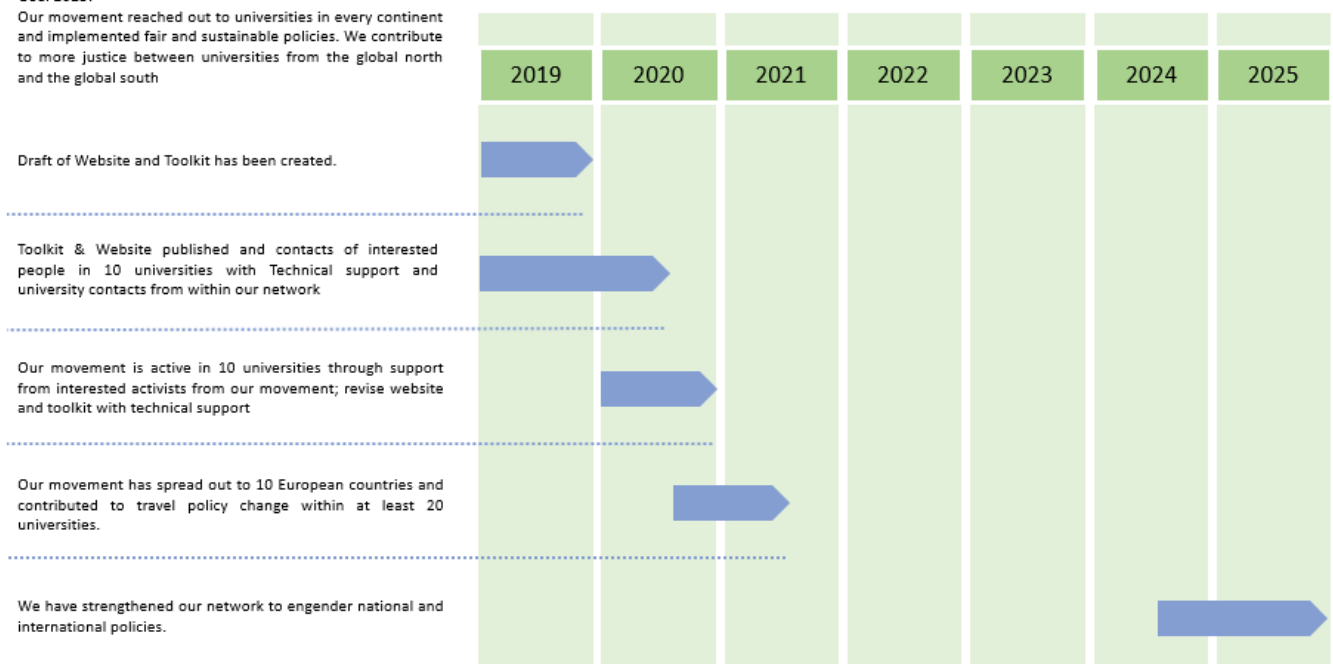 Our movement reached out to universities in every continent
and implemented fair and sustainable policies. We contribute
to more justice between universities from the global north
and the global south
2019 2020 2021 2022 2023 2024 2025
Draft of Website and Toolkit has been created.
Toolkit & Website published and contacts of interested
people in 10 universities with Technical support and
university contacts from within our network
Our movement is active in 10 universities through support
from interested activists from our movement; revise website
and toolkit with technical support
Our movement has spread out to 10 European countries and
contributed to travel policy change within at least 20
universities.
We have strengthened our network to engender national and
international policies.